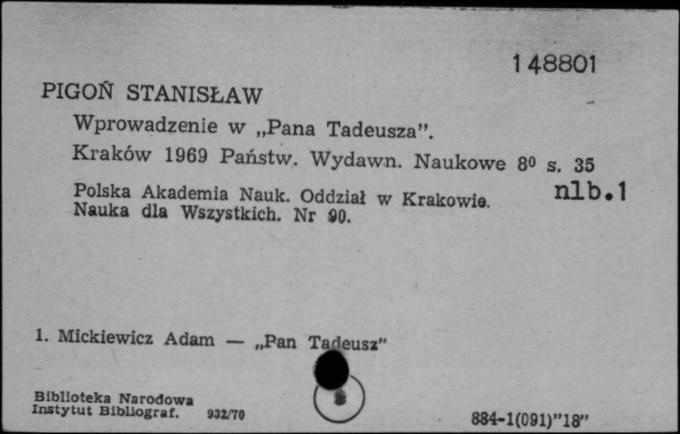 148801
PIGOŃ STANISŁAW
Wprowadzenie w „Pana Tadeusza”.
Kraków 1969 Państw. Wydawn. Naukowe 8⁰ s. 35
nlb.1
Polska Akademia Nauk. Oddział w Krakowie.
Nauka dla Wszystkich. Nr 90.
1. Mickiewicz Adam — „Pan Tadeusz”
Biblioteka Narodowa
Instytut Bibliograf. 932/70
884-1(091)”18”